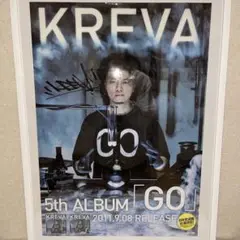 KREVA
GO
5th ALBUM「GO」
2011.9.08 RELEASE